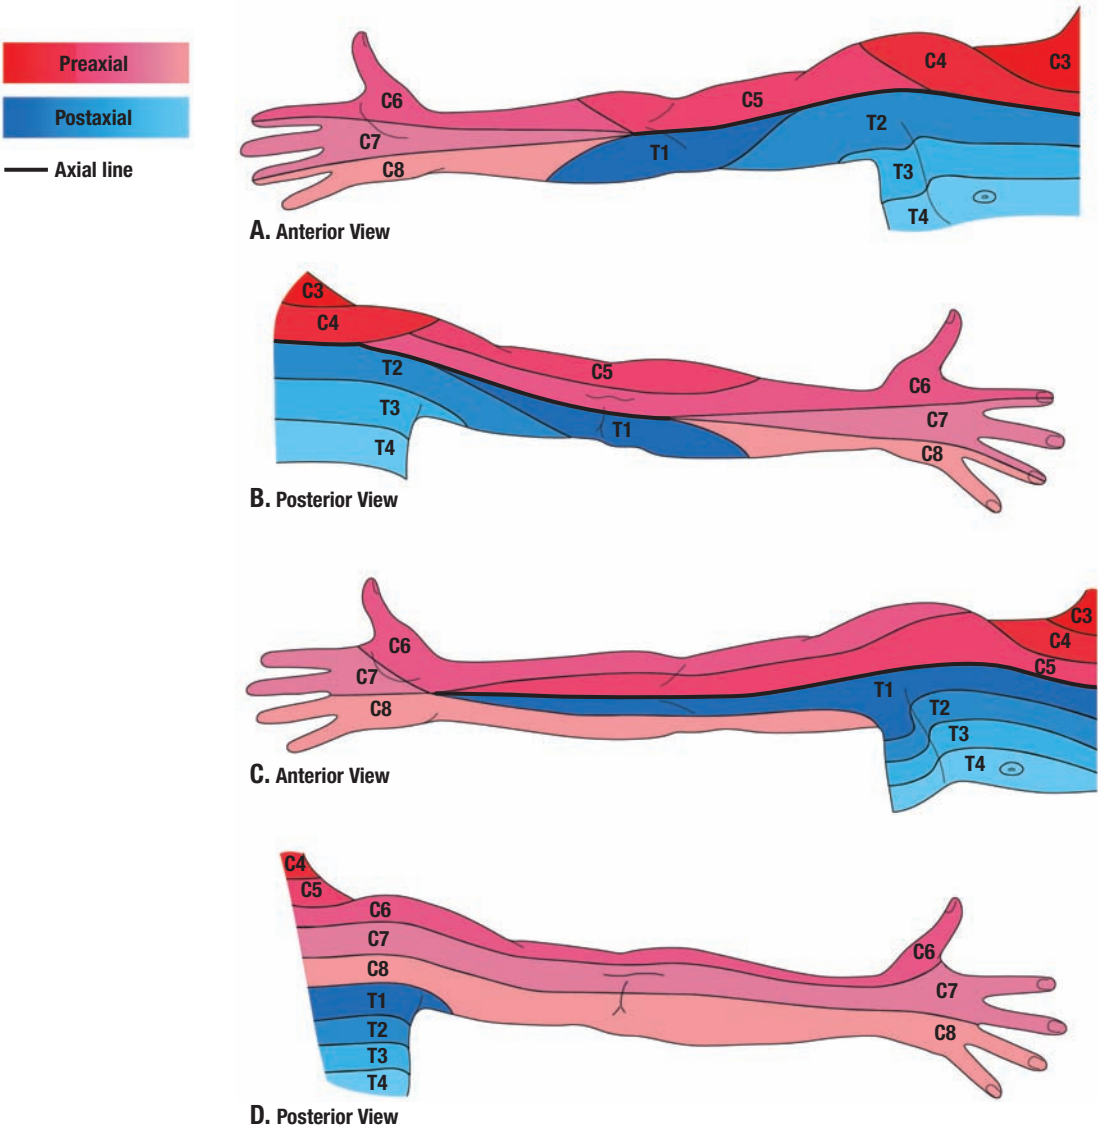 Preaxial
Postaxial
Axial line
C3
C4
C5
C6
C7
C8
T1
T2
T3
T4
A. Anterior View
C3
C4
T2
C5
T3
T1
T4
C6
C7
C8
B. Posterior View
C6
C7
C8
C3
C4
C5
T1
T2
T3
T4
C. Anterior View
C4
C5
C6
C7
C8
T1
T2
T3
T4
C6
C7
C8
D. Posterior View